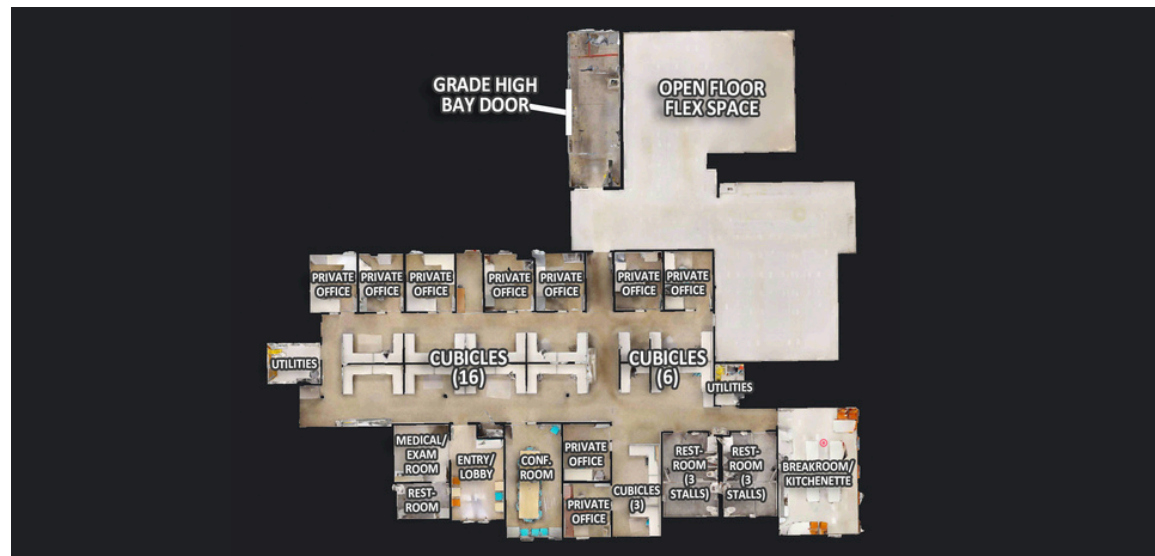 GRADE HIGH
BAY DOOR
OPEN FLOOR
FLEX SPACE
PRIVATE
OFFICE
PRIVATE
OFFICE
PRIVATE
OFFICE
PRIVATE
OFFICE
PRIVATE
OFFICE
PRIVATE
OFFICE
PRIVATE
OFFICE
UTILITIES
CUBICLES
(16)
CUBICLES
(6)
UTILITIES
MEDICAL/
EXAM
ROOM
REST-
ROOM
ENTRY/
LOBBY
CONF.
ROOM
PRIVATE
OFFICE
PRIVATE
OFFICE
CUBICLES
(3)
REST-
ROOM
(3
STALLS)
REST-
ROOM
(3
STALLS)
BREAKROOM/
KITCHENETTE